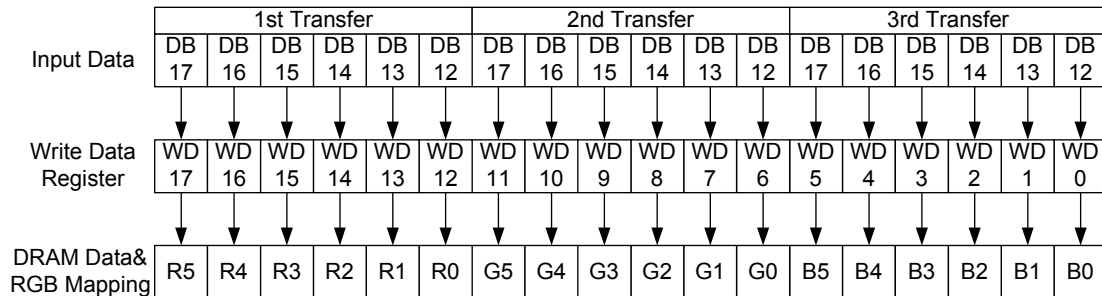 1st Transfer 2nd Transfer 3rd Transfer
Input Data
DB DB DB DB DB DB DB DB DB DB DB DB DB DB DB DB DB DB
17 16 15 14 13 12 17 16 15 14 13 12 17 16 15 14 13 12
Write Data
Register
WD WD WD WD WD WD WD WD WD WD WD WD WD WD WD WD WD WD
17 16 15 14 13 12 11 10 9 8 7 6 5 4 3 2 1 0
DRAM Data&
RGB Mapping
R5 R4 R3 R2 R1 R0 G5 G4 G3 G2 G1 G0 B5 B4 B3 B2 B1 B0